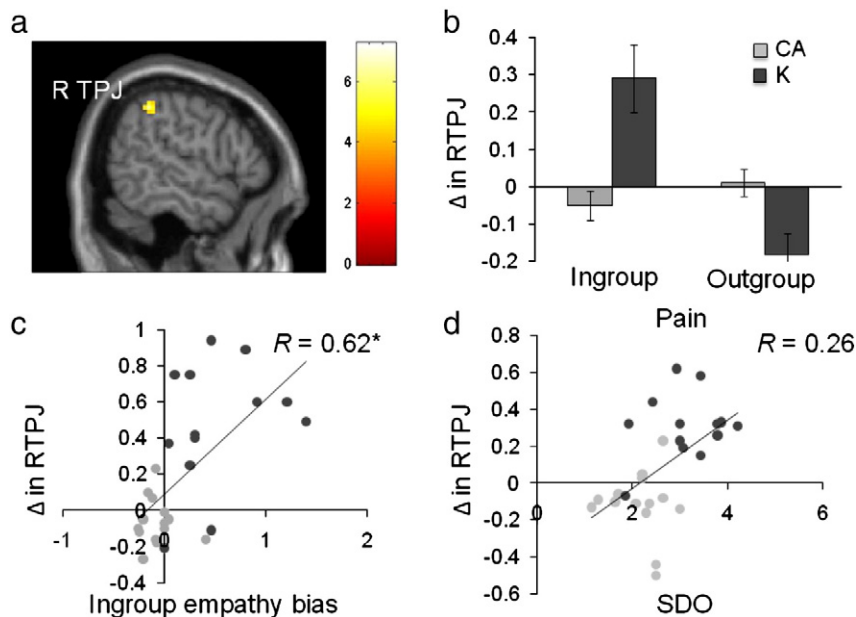 a
R TPJ
6
4
2
0
b
0.4
0.3
0.2
0.1
0
-0.1
-0.2
Δ in RTPJ
CA
K
Ingroup
Outgroup
Pain
c
1
0.8
0.6
0.4
0.2
0
-0.2
-0.4
Δ in RTPJ
R = 0.62*
-1
0
1
2
Ingroup empathy bias
d
0.8
0.6
0.4
0.2
0
-0.2
-0.4
-0.6
Δ in RTPJ
R = 0.26
0
2
4
6
SDO